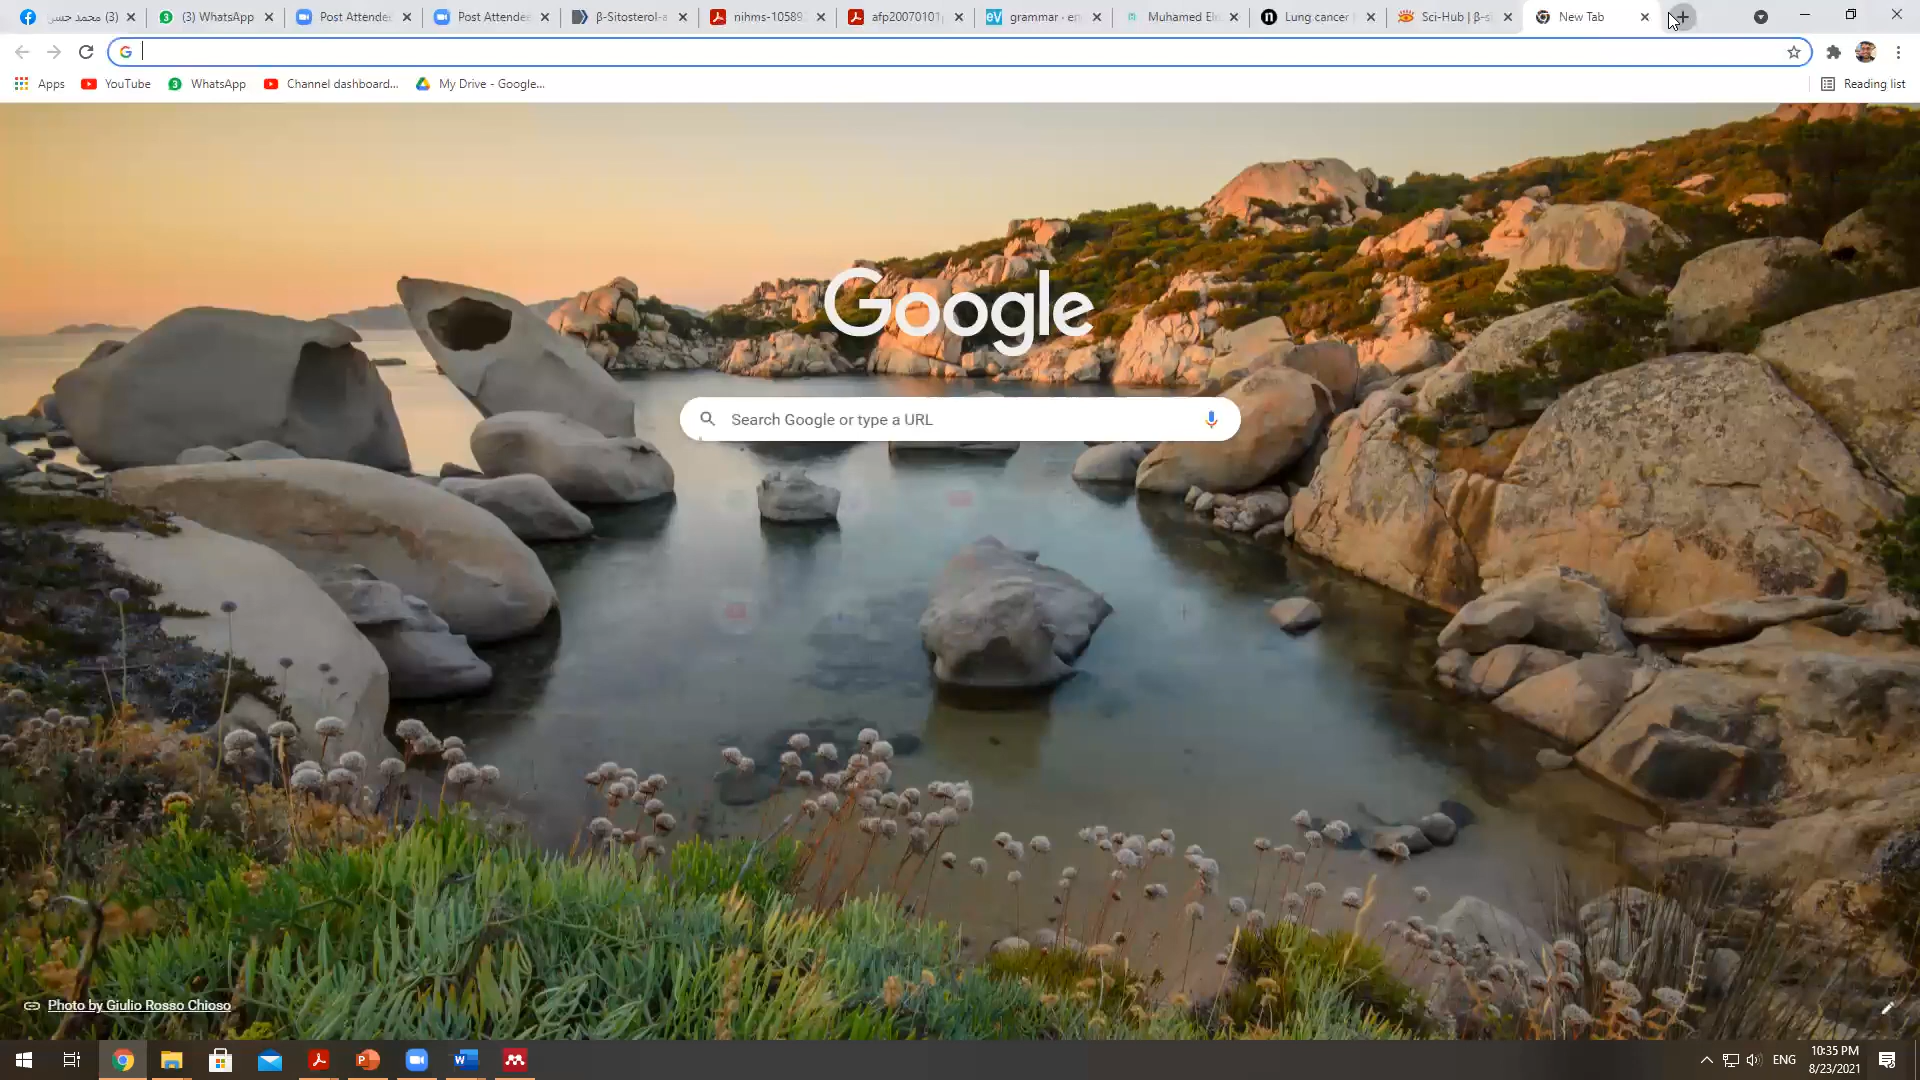 (3) محمد حسن
(3) WhatsApp
Post Attende
Post Attende
β-Sitosterol-a
nihms-10589
afp20070101
grammar - en
Muhamed El
Lung cancer
Sci-Hub | β-si
New Tab
Apps
YouTube
WhatsApp
Channel dashboard...
My Drive - Google...
Reading list
Google
Search Google or type a URL
Photo by Giulio Rosso Chioso
ENG
10:35 PM
8/23/2021